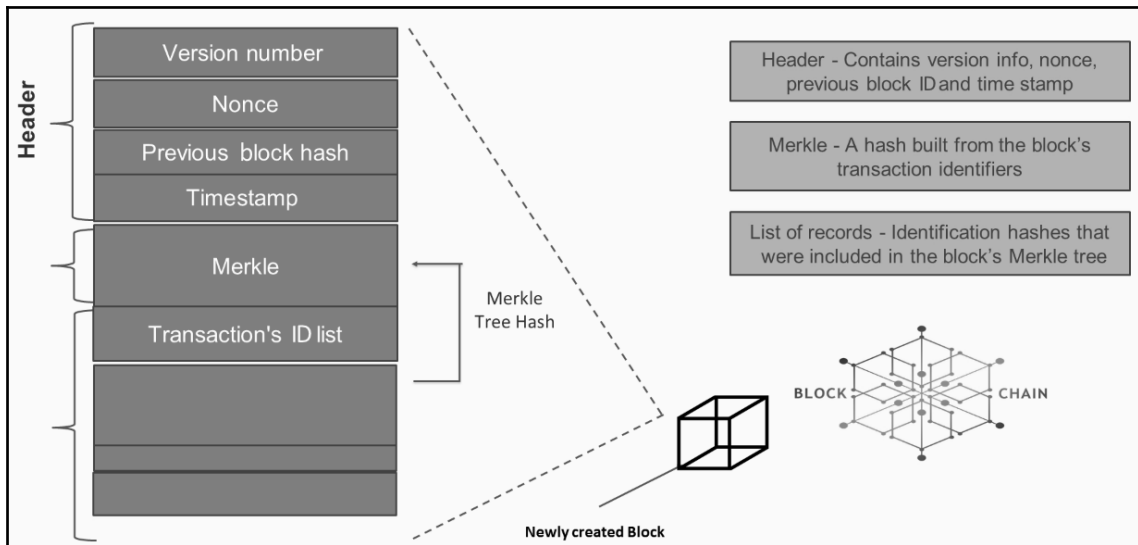 Header
Version number
Nonce
Previous block hash
Timestamp
Merkle
Transaction's ID list
Merkle
Tree Hash
Header - Contains version info, nonce,
previous block ID and time stamp
Merkle - A hash built from the block's
transaction identifiers
List of records - Identification hashes that
were included in the block's Merkle tree
BLOCK CHAIN
Newly created Block